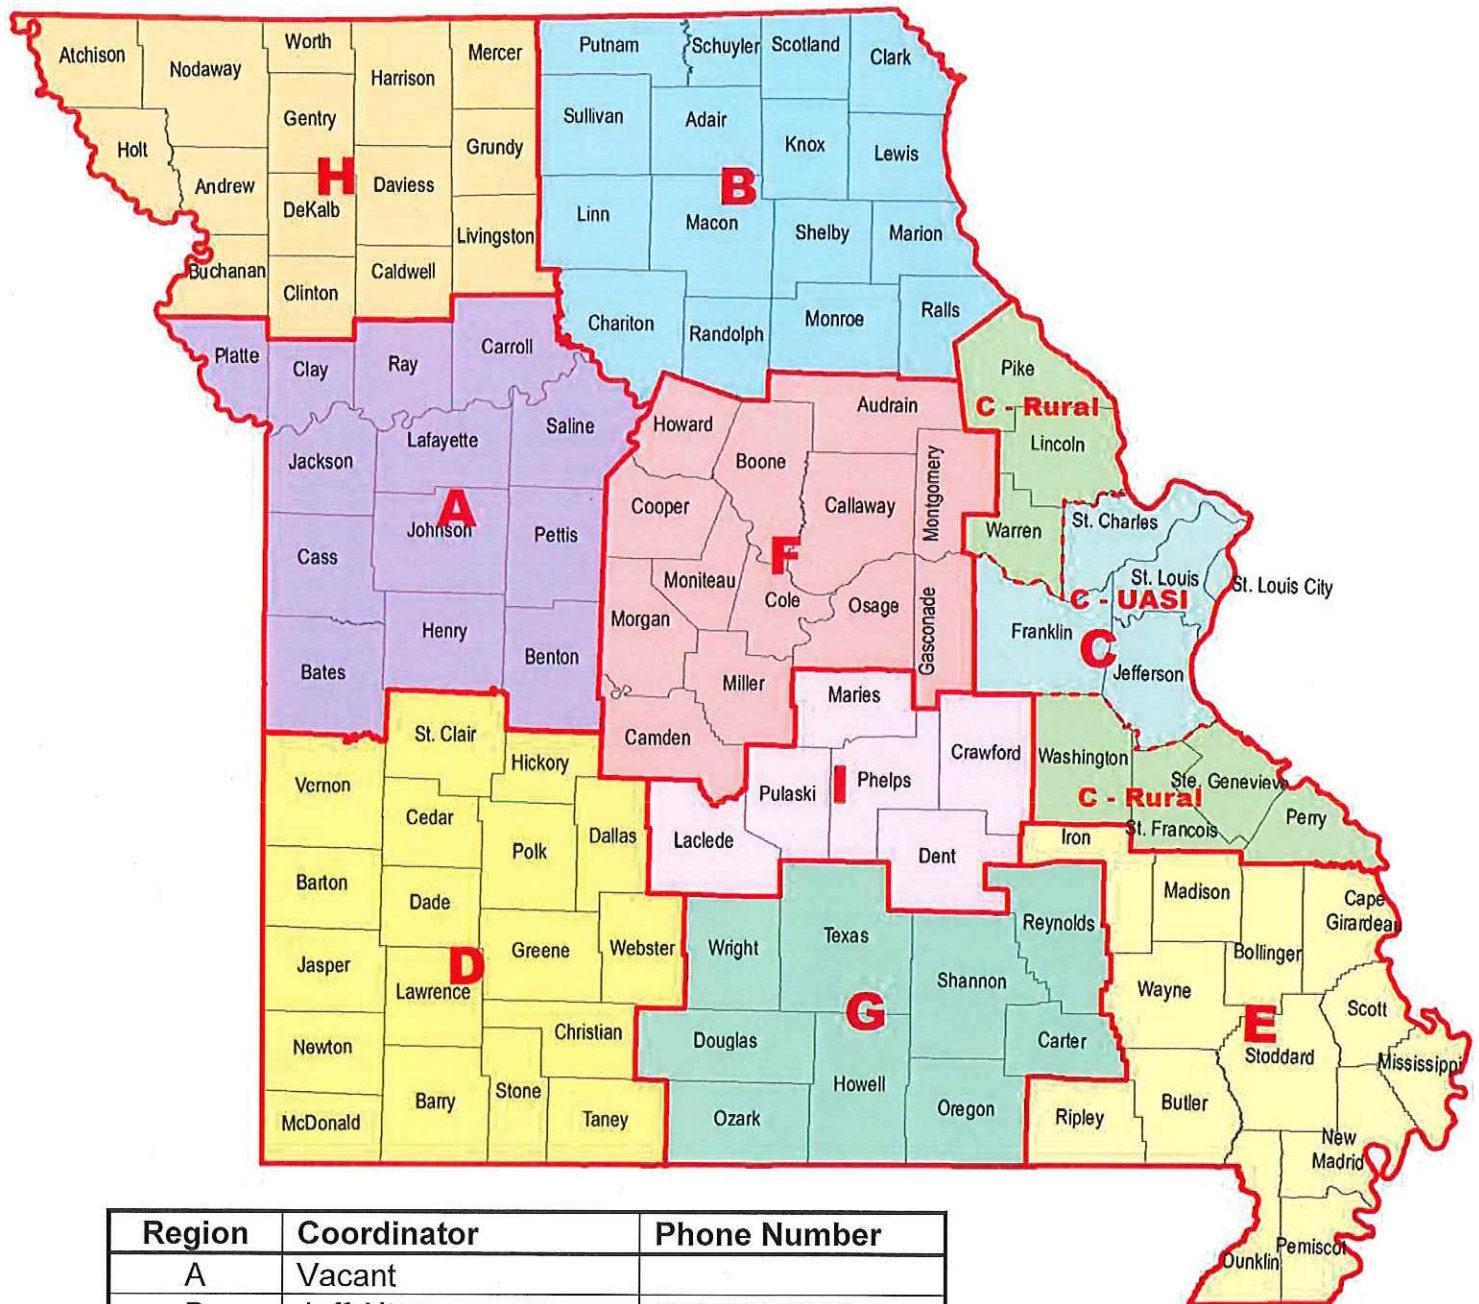 Atchison
Nodaway
Worth
Harrison
Mercer
Putnam
Schuyler
Scotland
Clark
Holt
Gentry
Grundy
Sullivan
Adair
Knox
Lewis
Andrew
H
DeKalb
Daviess
Livingston
Linn
B
Macon
Shelby
Marion
Buchanan
Clinton
Caldwell
Chariton
Randolph
Monroe
Ralls
Platte
Clay
Ray
Carroll
Pike
C - Rural
Lincoln
Warren
Jackson
Lafayette
Saline
Howard
Boone
Audrain
Montgomery
A
Johnson
Pettis
Cooper
Callaway
F
Cass
Moniteau
Cole
Osage
Gasconade
Morgan
St. Charles
St. Louis
St. Louis City
C - UASI
Franklin
C
Jefferson
Bates
Henry
Benton
Miller
Camden
Maries
Crawford
Pulaski
I
Phelps
Laclede
Dent
Washington
Ste. Genevieve
C - Rural
St. Francois
Perry
Vernon
St. Clair
Hickory
Cedar
Polk
Dallas
Barton
Dade
Greene
Webster
Jasper
D
Lawrence
Christian
Newton
Barry
Stone
Taney
McDonald
Wright
Texas
Shannon
Reynolds
G
Douglas
Howell
Carter
Ozark
Oregon
Iron
Madison
Cape
Girardeau
Bollinger
Wayne
E
Scott
Stoddard
Mississippi
Ripley
Butler
New
Madrid
Dunklin
Pemiscot
Region Coordinator Phone Number
A Vacant